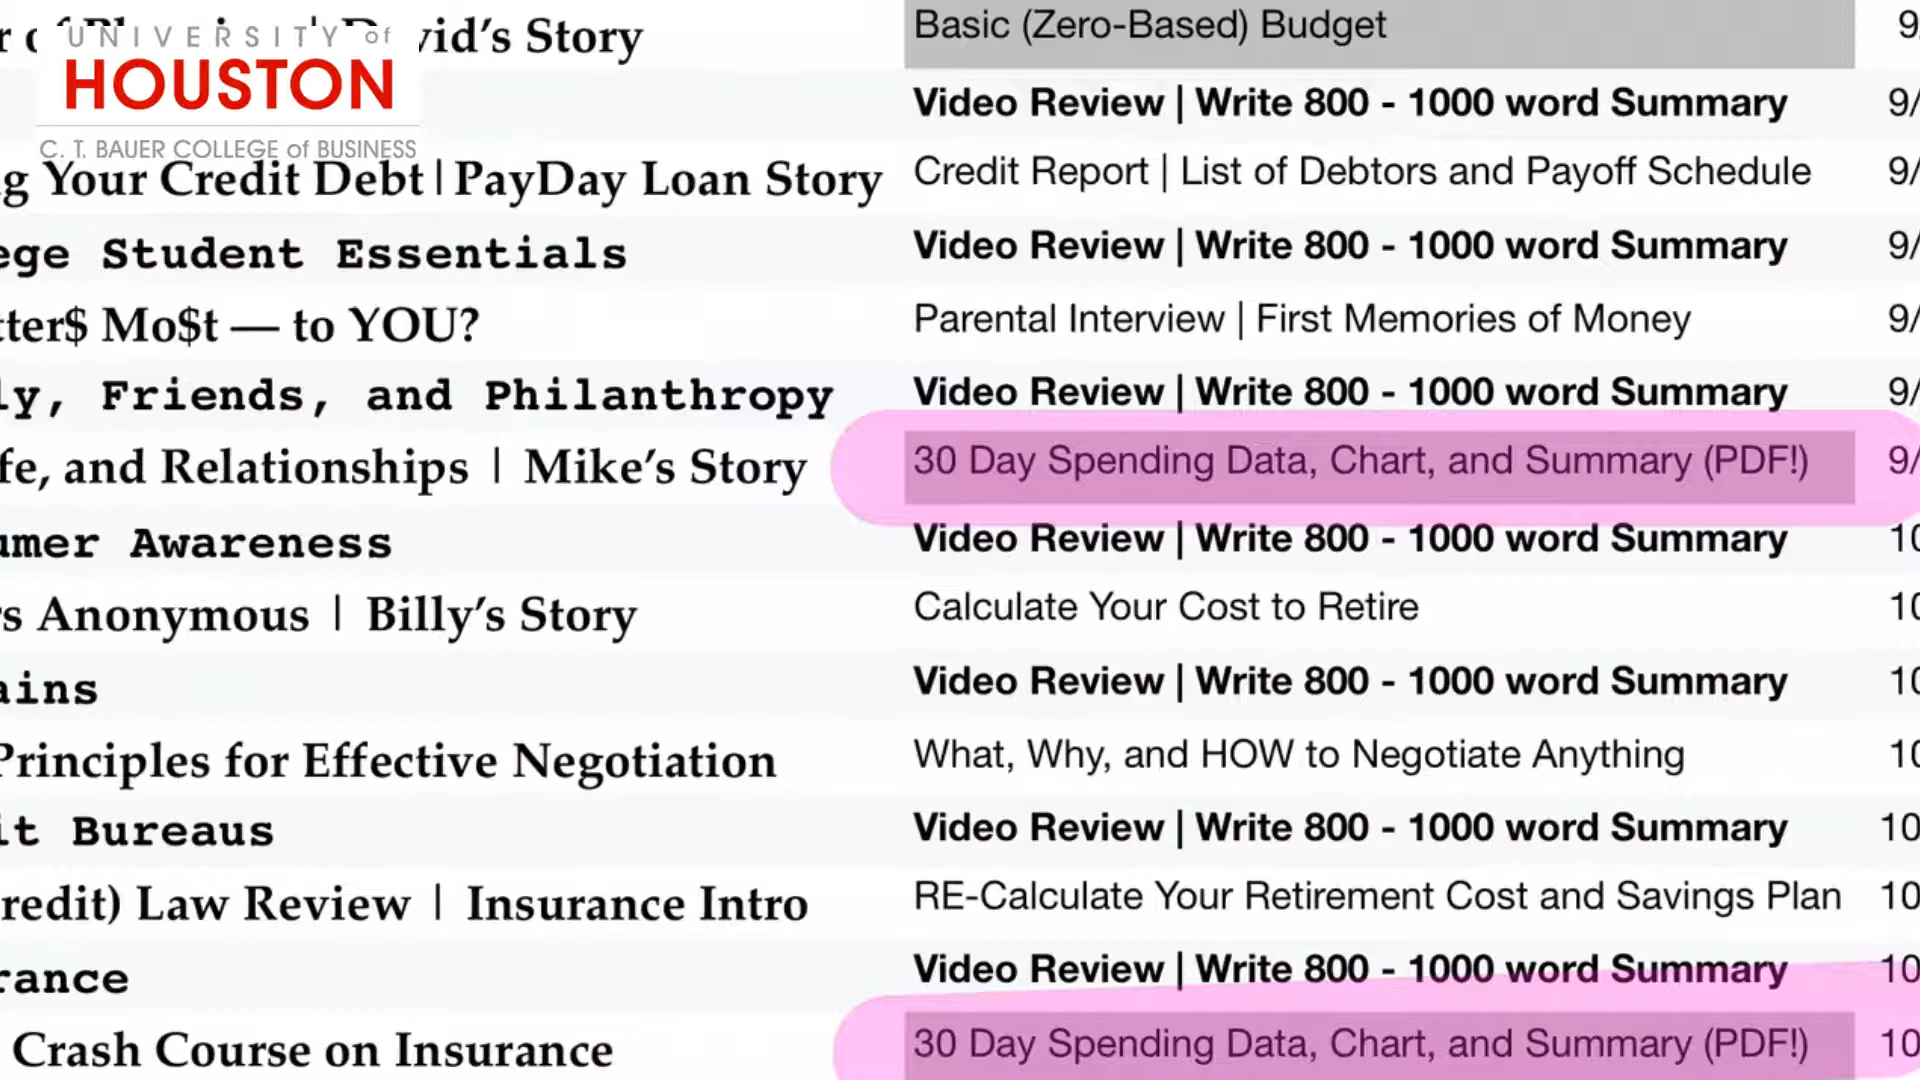 UNIVERSITY of
HOUSTON
C. T. BAUER COLLEGE of BUSINESS
vid's Story Basic (Zero-Based) Budget
Video Review | Write 800 - 1000 word Summary
g Your Credit Debt | PayDay Loan Story Credit Report | List of Debtors and Payoff Schedule
ege Student Essentials Video Review | Write 800 - 1000 word Summary
tter$ Mo$t — to YOU? Parental Interview | First Memories of Money
ly, Friends, and Philanthropy Video Review | Write 800 - 1000 word Summary
fe, and Relationships | Mike's Story 30 Day Spending Data, Chart, and Summary (PDF!)
umer Awareness Video Review | Write 800 - 1000 word Summary
rs Anonymous | Billy's Story Calculate Your Cost to Retire
ains Video Review | Write 800 - 1000 word Summary
Principles for Effective Negotiation What, Why, and HOW to Negotiate Anything
it Bureaus Video Review | Write 800 - 1000 word Summary
redit) Law Review | Insurance Intro RE-Calculate Your Retirement Cost and Savings Plan
rance Video Review | Write 800 - 1000 word Summary
Crash Course on Insurance 30 Day Spending Data, Chart, and Summary (PDF!)